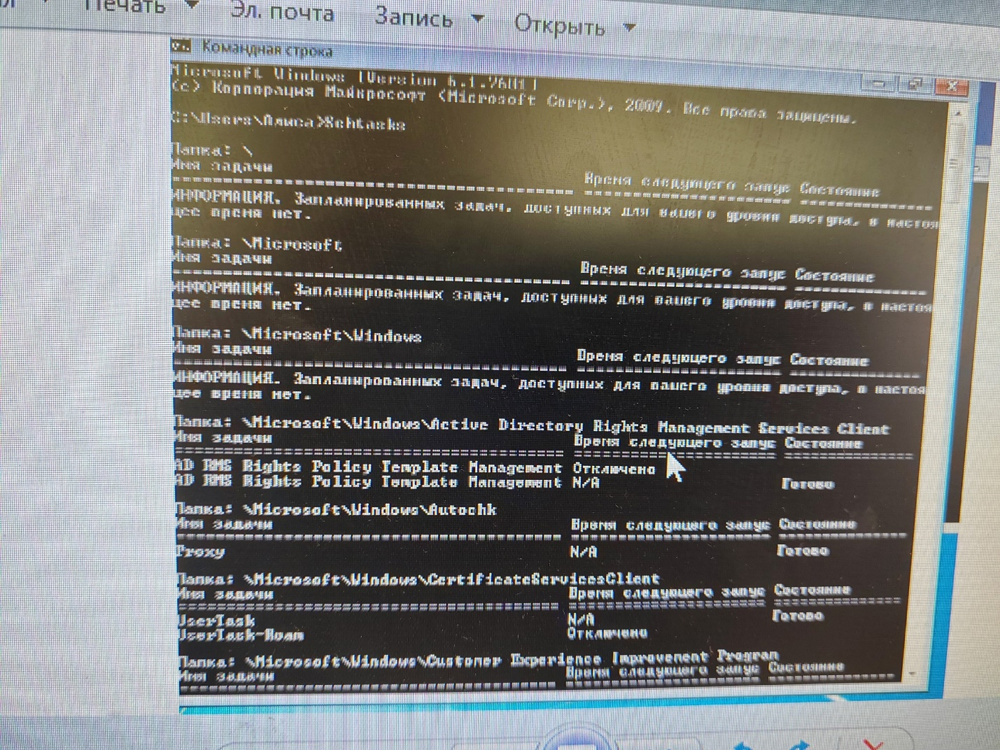 Печать Эл. почта Запись Открыть
Командная строка
Microsoft Windows [Version 6.1.7601]
(c) Корпорация Майкрософт (Microsoft Corp.), 2009. Все права защищены.
C:\Users\Алиса>Schtasks
Папка: \
Имя задачи Время следующего запус Состояние
ИНФОРМАЦИЯ. Запланированных задач, доступных для вашего уровня доступа, в настоя
щее время нет.
Папка: \Microsoft
Имя задачи Время следующего запус Состояние
ИНФОРМАЦИЯ. Запланированных задач, доступных для вашего уровня доступа, в настоя
щее время нет.
Папка: \Microsoft\Windows
Имя задачи Время следующего запус Состояние
ИНФОРМАЦИЯ. Запланированных задач, доступных для вашего уровня доступа, в настоя
щее время нет.
Папка: \Microsoft\Windows\Active Directory Rights Management Services Client
Имя задачи Время следующего запус Состояние
AD RMS Rights Policy Template Management Отключено
AD RMS Rights Policy Template Management N/A Готово
Папка: \Microsoft\Windows\Autochk
Имя задачи Время следующего запус Состояние
Proxy N/A Готово
Папка: \Microsoft\Windows\CertificateServicesClient
Имя задачи Время следующего запус Состояние
UserTask N/A Готово
UserTask-Roam Отключено
Папка: \Microsoft\Windows\Customer Experience Improvement Program
Имя задачи Время следующего запус Состояние